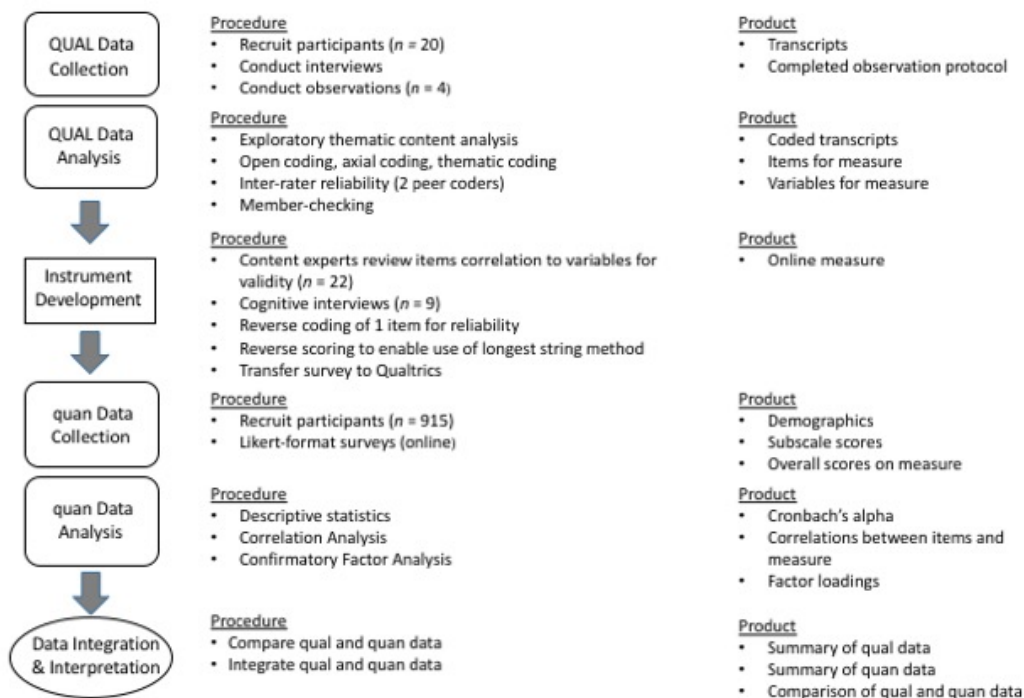 QUAL Data
Collection
Procedure
• Recruit participants (n = 20)
• Conduct interviews
• Conduct observations (n = 4)
Product
• Transcripts
• Completed observation protocol
QUAL Data
Analysis
Procedure
• Exploratory thematic content analysis
• Open coding, axial coding, thematic coding
• Inter-rater reliability (2 peer coders)
• Member-checking
Product
• Coded transcripts
• Items for measure
• Variables for measure
Instrument
Development
Procedure
• Content experts review items correlation to variables for
validity (n = 22)
• Cognitive interviews (n = 9)
• Reverse coding of 1 item for reliability
• Reverse scoring to enable use of longest string method
• Transfer survey to Qualtrics
Product
• Online measure
quan Data
Collection
Procedure
• Recruit participants (n = 915)
• Likert-format surveys (online)
Product
• Demographics
• Subscale scores
• Overall scores on measure
quan Data
Analysis
Procedure
• Descriptive statistics
• Correlation Analysis
• Confirmatory Factor Analysis
Product
• Cronbach's alpha
• Correlations between items and
measure
• Factor loadings
Data Integration
& Interpretation
Procedure
• Compare qual and quan data
• Integrate qual and quan data
Product
• Summary of qual data
• Summary of quan data
• Comparison of qual and quan data